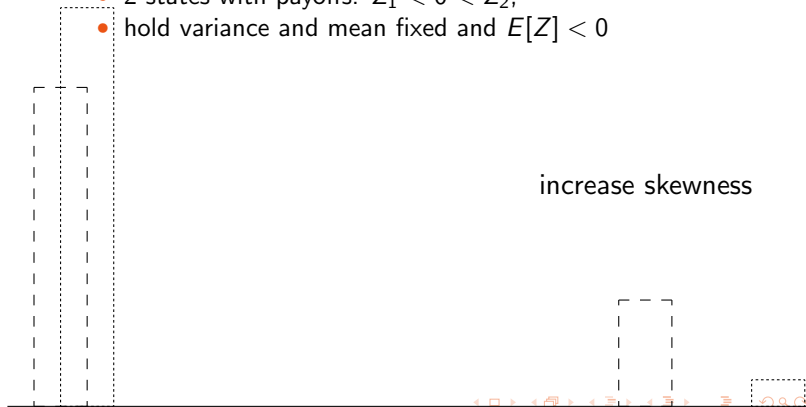 • 2 states with payoffs: Z₁ < 0 < Z₂,
• hold variance and mean fixed and E[Z] < 0
increase skewness